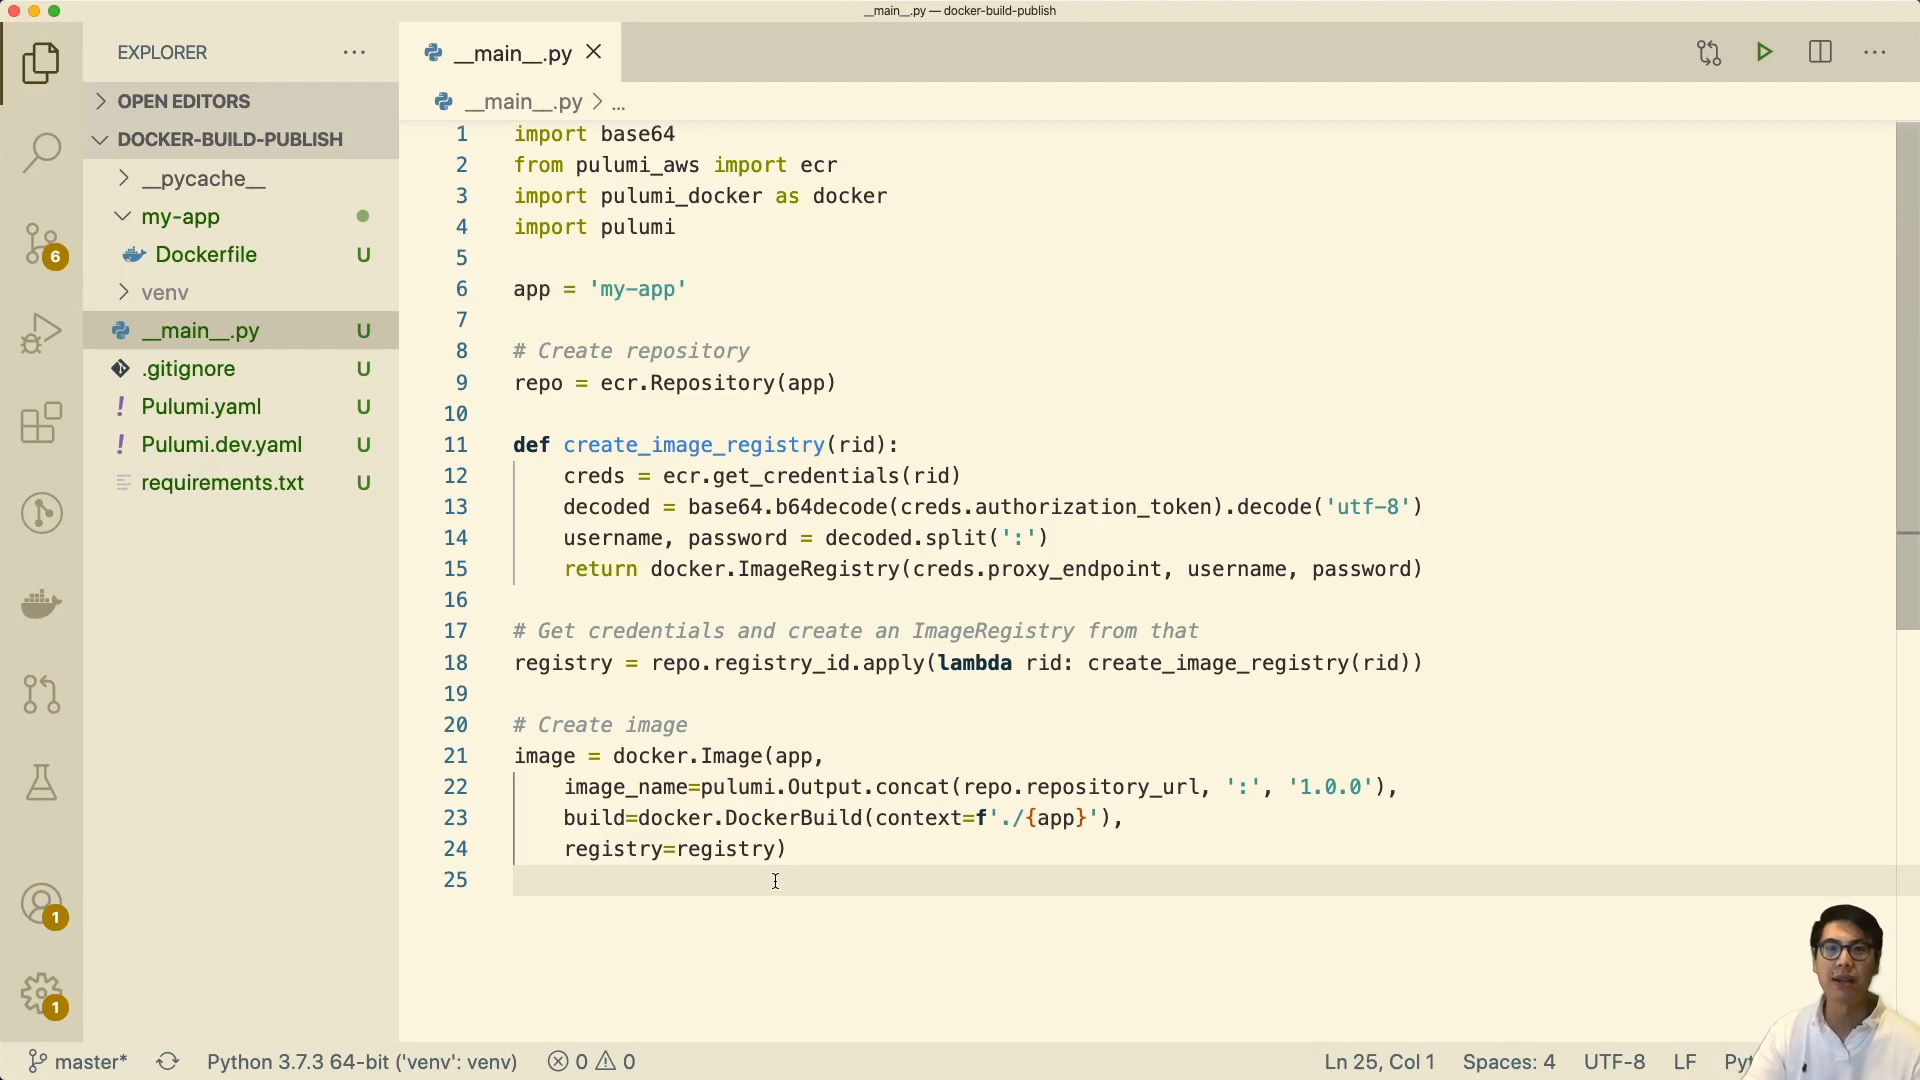 __main__.py — docker-build-publish
EXPLORER
OPEN EDITORS
DOCKER-BUILD-PUBLISH
__pycache__
my-app
Dockerfile U
venv
__main__.py U
.gitignore U
Pulumi.yaml U
Pulumi.dev.yaml U
requirements.txt U
6
1
1
__main__.py
__main__.py > ...
1 import base64
2 from pulumi_aws import ecr
3 import pulumi_docker as docker
4 import pulumi
5
6 app = 'my-app'
7
8 # Create repository
9 repo = ecr.Repository(app)
10
11 def create_image_registry(rid):
12 creds = ecr.get_credentials(rid)
13 decoded = base64.b64decode(creds.authorization_token).decode('utf-8')
14 username, password = decoded.split(':')
15 return docker.ImageRegistry(creds.proxy_endpoint, username, password)
16
17 # Get credentials and create an ImageRegistry from that
18 registry = repo.registry_id.apply(lambda rid: create_image_registry(rid))
19
20 # Create image
21 image = docker.Image(app,
22 image_name=pulumi.Output.concat(repo.repository_url, ':', '1.0.0'),
23 build=docker.DockerBuild(context=f'./{app}'),
24 registry=registry)
25
master* Python 3.7.3 64-bit ('venv': venv) 0 0 Ln 25, Col 1 Spaces: 4 UTF-8 LF Pyt